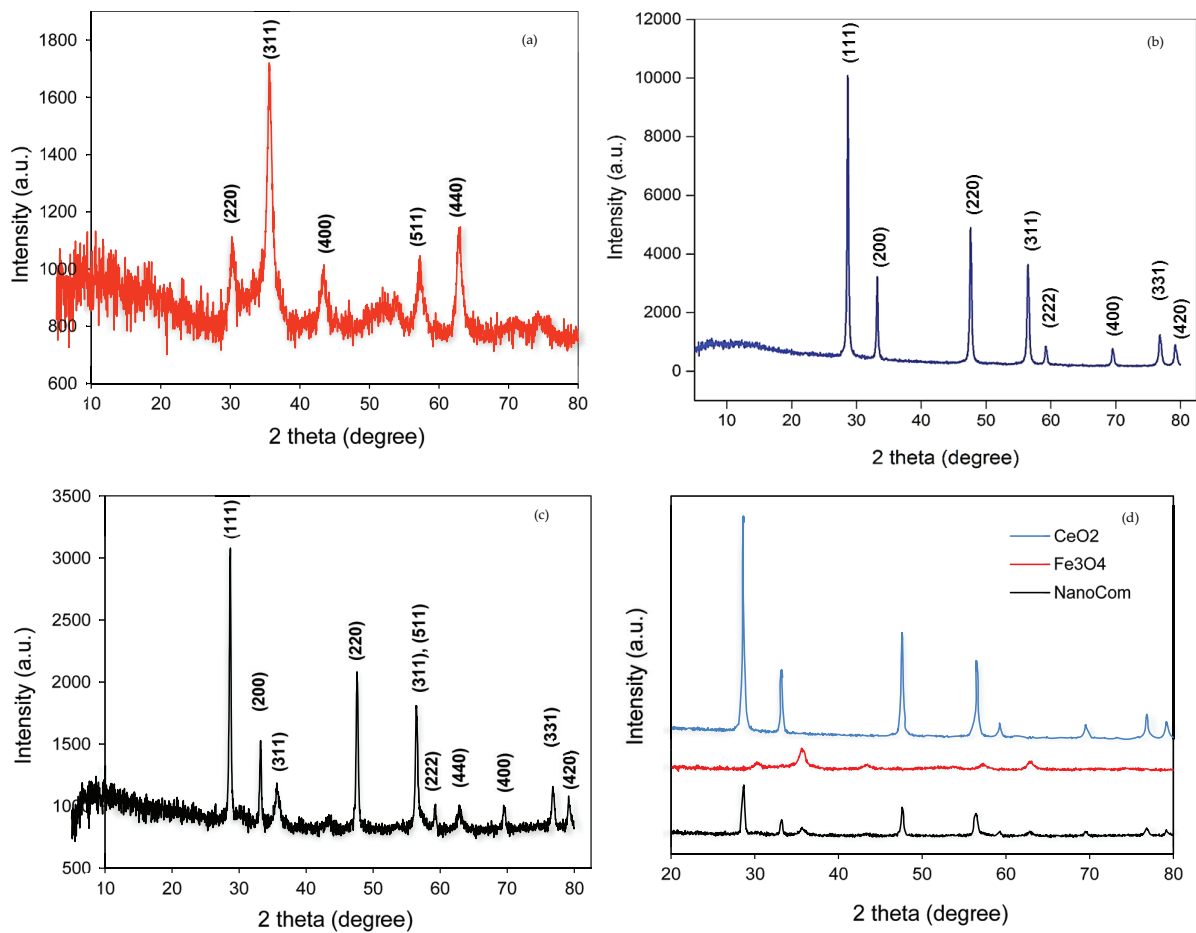 (a)
1800
1600
1400
1200
1000
800
600
Intensity (a.u.)
(220)
(311)
(400)
(511)
(440)
10 20 30 40 50 60 70 80
2 theta (degree)
(b)
12000
10000
8000
6000
4000
2000
0
Intensity (a.u.)
(111)
(200)
(220)
(311)
(222)
(400)
(331)
(420)
10 20 30 40 50 60 70 80
2 theta (degree)
(c)
3500
3000
2500
2000
1500
500
Intensity (a.u.)
(111)
(200)
(311)
(220)
(311), (511)
(222)
(440)
(400)
(331)
(420)
10 20 30 40 50 60 70 80
2 theta (degree)
(d)
CeO2
Fe3O4
NanoCom
Intensity (a.u.)
20 30 40 50 60 70 80
2 theta (degree)